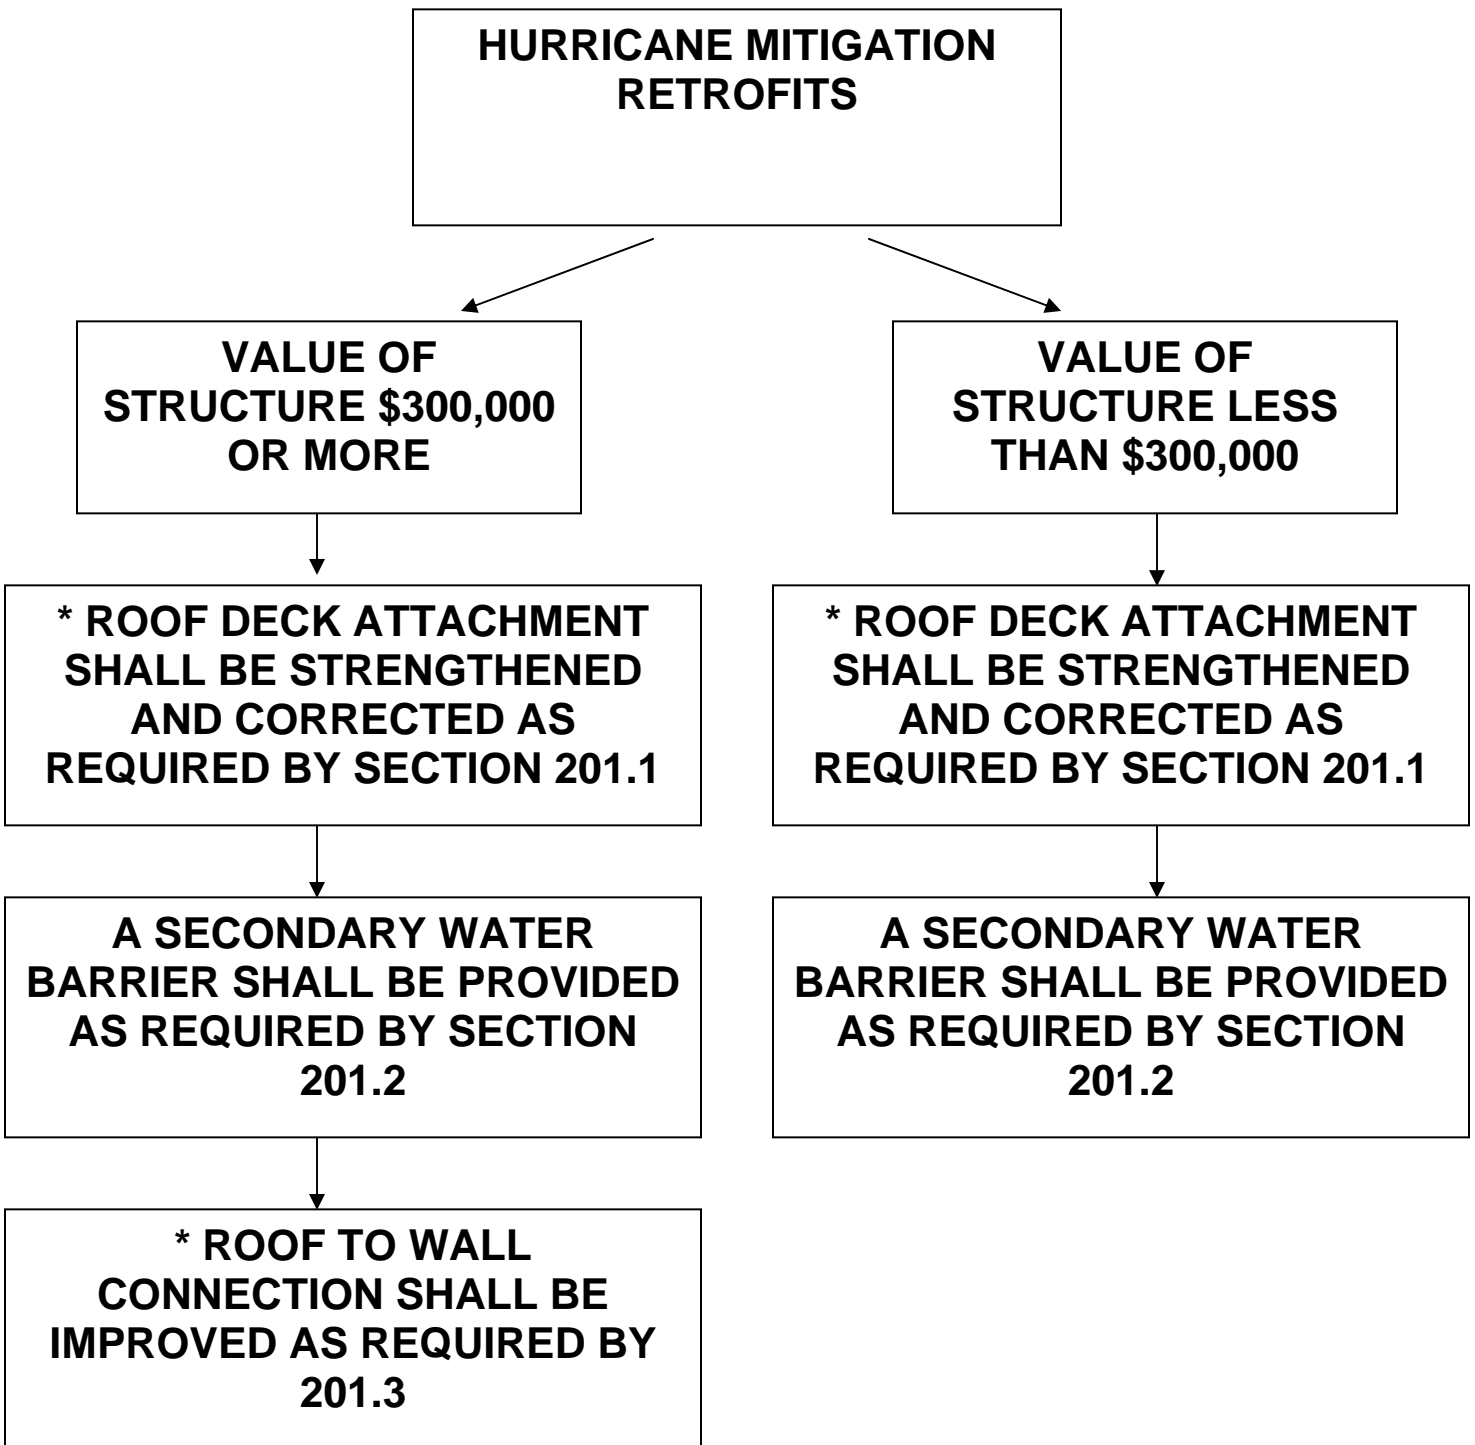 HURRICANE MITIGATION
RETROFITS
VALUE OF
STRUCTURE $300,000
OR MORE
VALUE OF
STRUCTURE LESS
THAN $300,000
* ROOF DECK ATTACHMENT
SHALL BE STRENGTHENED
AND CORRECTED AS
REQUIRED BY SECTION 201.1
* ROOF DECK ATTACHMENT
SHALL BE STRENGTHENED
AND CORRECTED AS
REQUIRED BY SECTION 201.1
A SECONDARY WATER
BARRIER SHALL BE PROVIDED
AS REQUIRED BY SECTION
201.2
A SECONDARY WATER
BARRIER SHALL BE PROVIDED
AS REQUIRED BY SECTION
201.2
* ROOF TO WALL
CONNECTION SHALL BE
IMPROVED AS REQUIRED BY
201.3